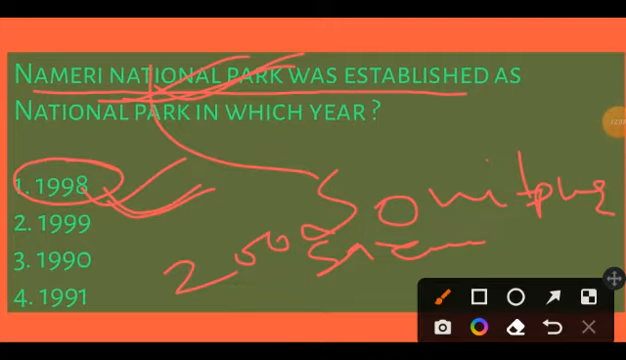 NAMERI NATIONAL PARK WAS ESTABLISHED AS
NATIONAL PARK IN WHICH YEAR ?
1. 1998
2. 1999
3. 1990
4. 1991
Sonitpur
200